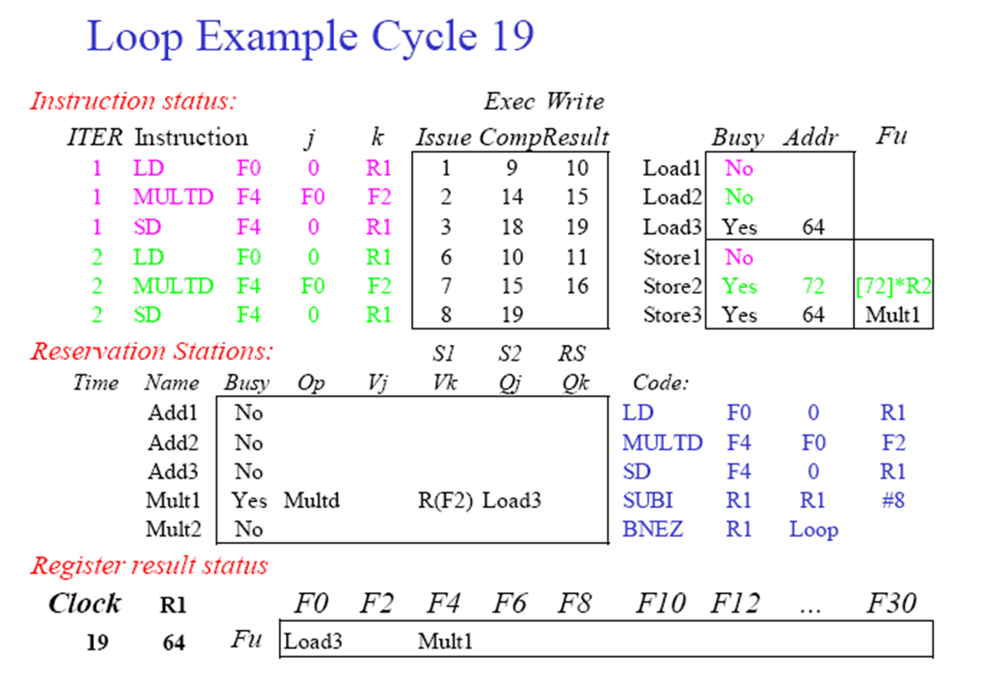 Loop Example Cycle 19
Instruction status: Exec Write
ITER Instruction j k Issue Comp Result Busy Addr Fu
1 LD F0 0 R1 1 9 10 Load1 No
1 MULTD F4 F0 F2 2 14 15 Load2 No
1 SD F4 0 R1 3 18 19 Load3 Yes 64
2 LD F0 0 R1 6 10 11 Store1 No
2 MULTD F4 F0 F2 7 15 16 Store2 Yes 72 [72]*R2
2 SD F4 0 R1 8 19 Store3 Yes 64 Mult1
Reservation Stations: S1 S2 RS
Time Name Busy Op Vj Vk Qj Qk Code:
Add1 No LD F0 0 R1
Add2 No MULTD F4 F0 F2
Add3 No SD F4 0 R1
Mult1 Yes Multd R(F2) Load3 SUBI R1 R1 #8
Mult2 No BNEZ R1 Loop
Register result status
Clock R1 F0 F2 F4 F6 F8 F10 F12 ... F30
19 64 Fu Load3 Mult1